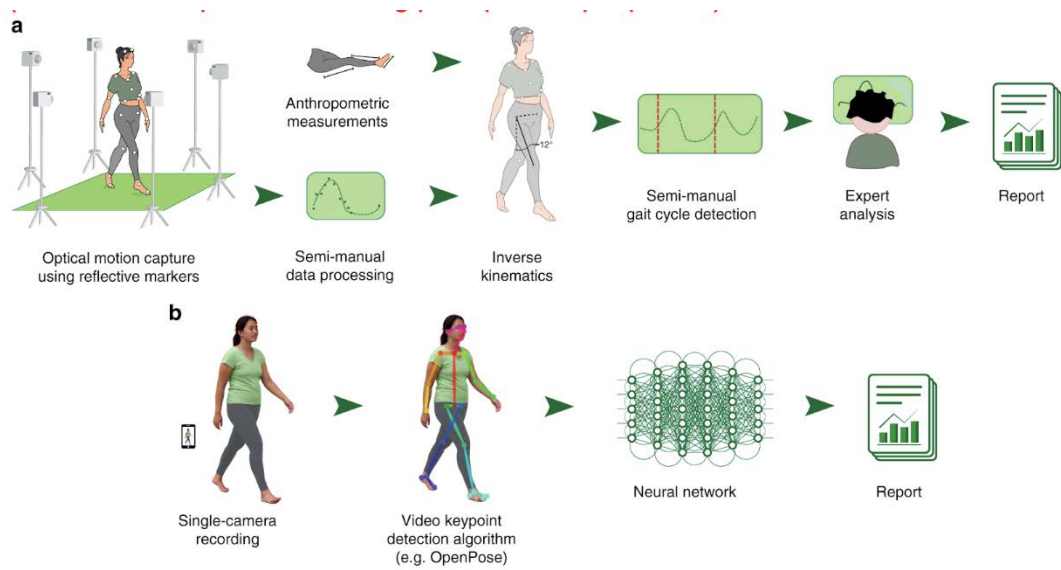 a
Anthropometric
measurements
~12°
Optical motion capture
using reflective markers
Semi-manual
data processing
Inverse
kinematics
Semi-manual
gait cycle detection
Expert
analysis
Report
b
Single-camera
recording
Video keypoint
detection algorithm
(e.g. OpenPose)
Neural network
Report